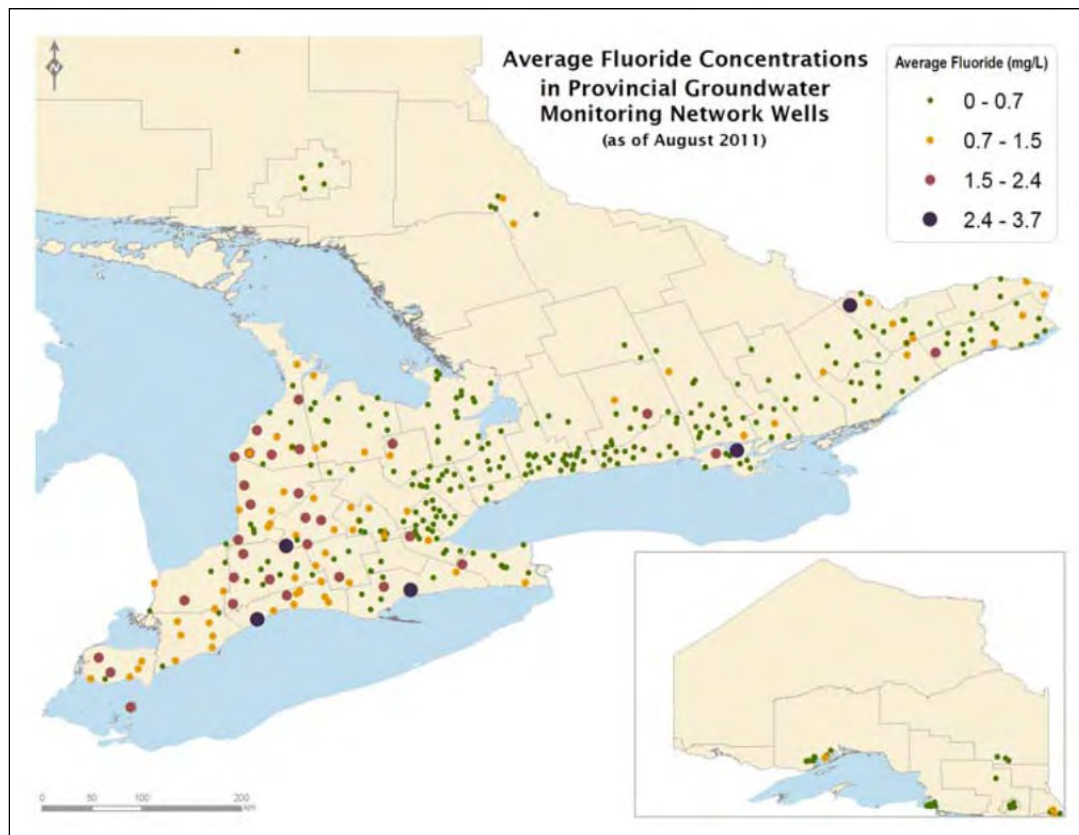 N
Average Fluoride Concentrations
in Provincial Groundwater
Monitoring Network Wells
(as of August 2011)
Average Fluoride (mg/L)
0 - 0.7
0.7 - 1.5
1.5 - 2.4
2.4 - 3.7
0 50 100 200
km